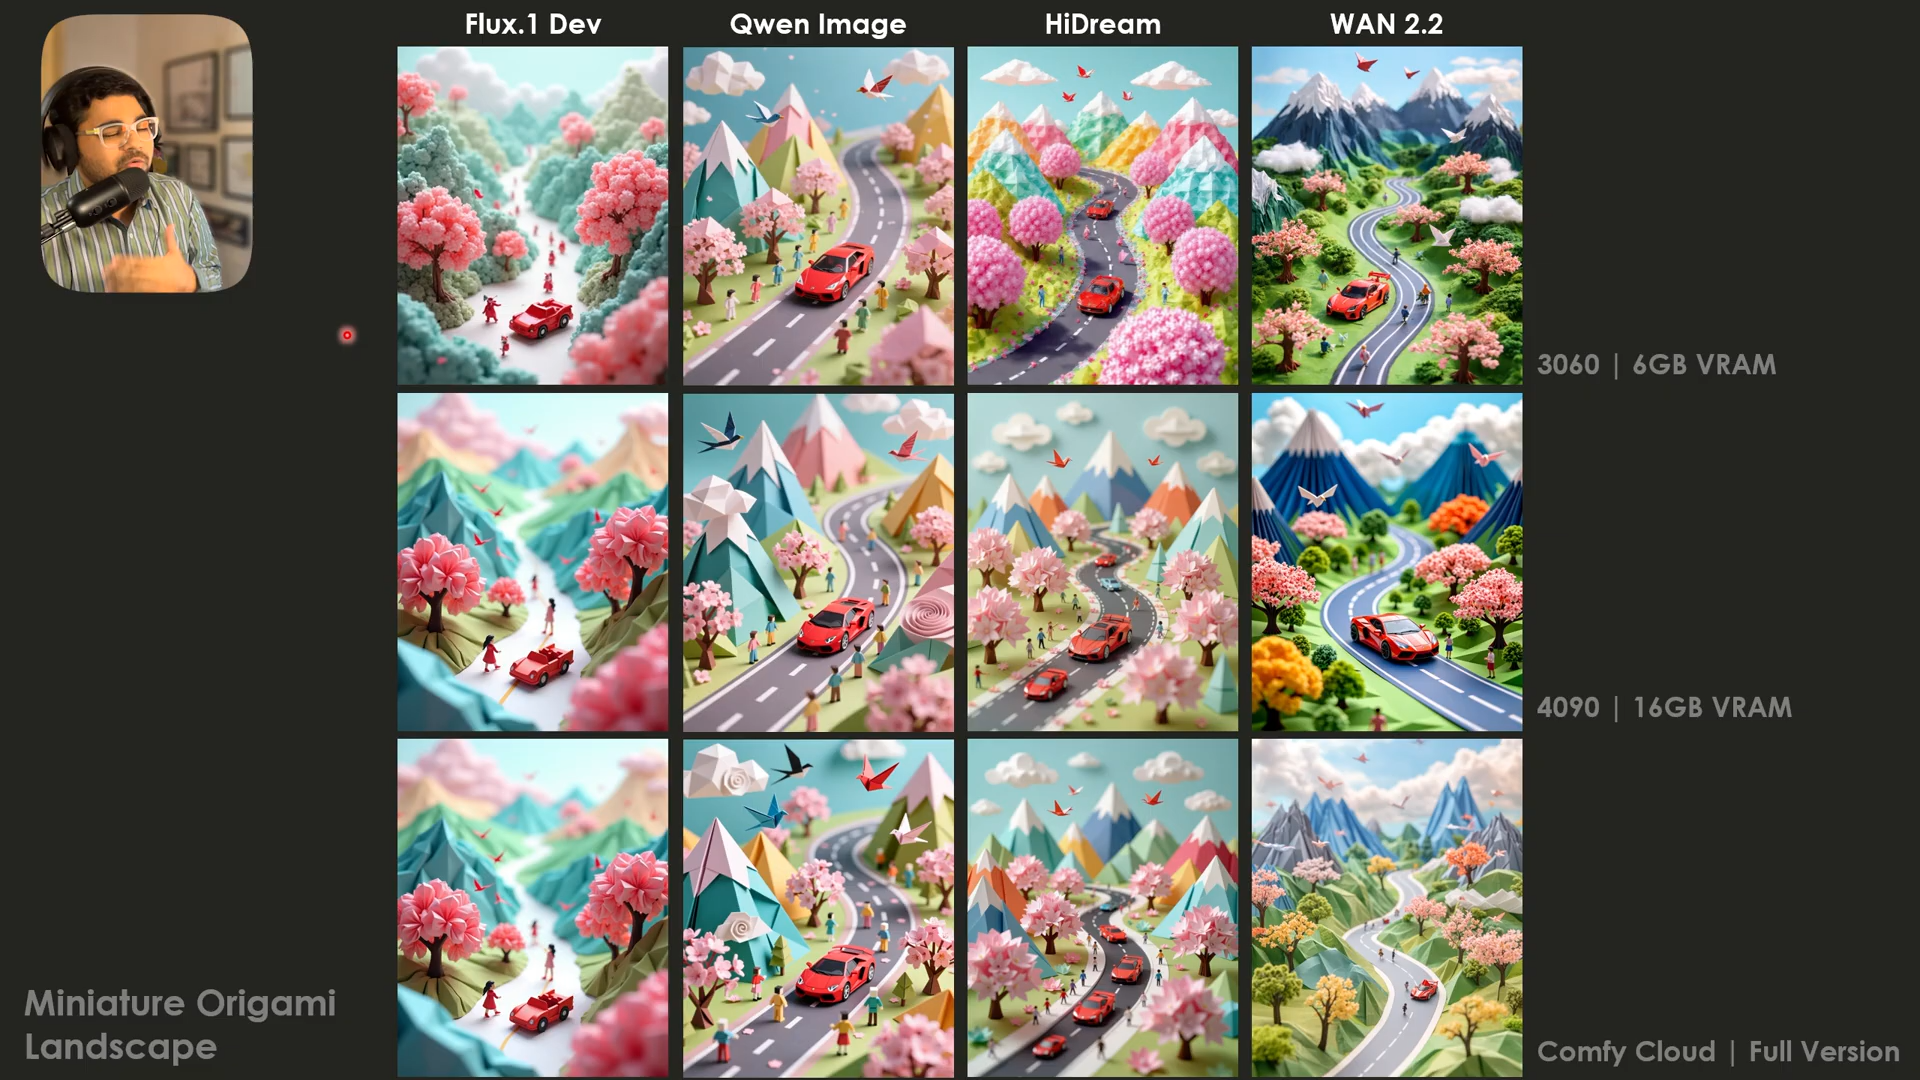 Flux.1 Dev
Qwen Image
HiDream
WAN 2.2
3060 | 6GB VRAM
4090 | 16GB VRAM
Miniature Origami
Landscape
Comfy Cloud | Full Version